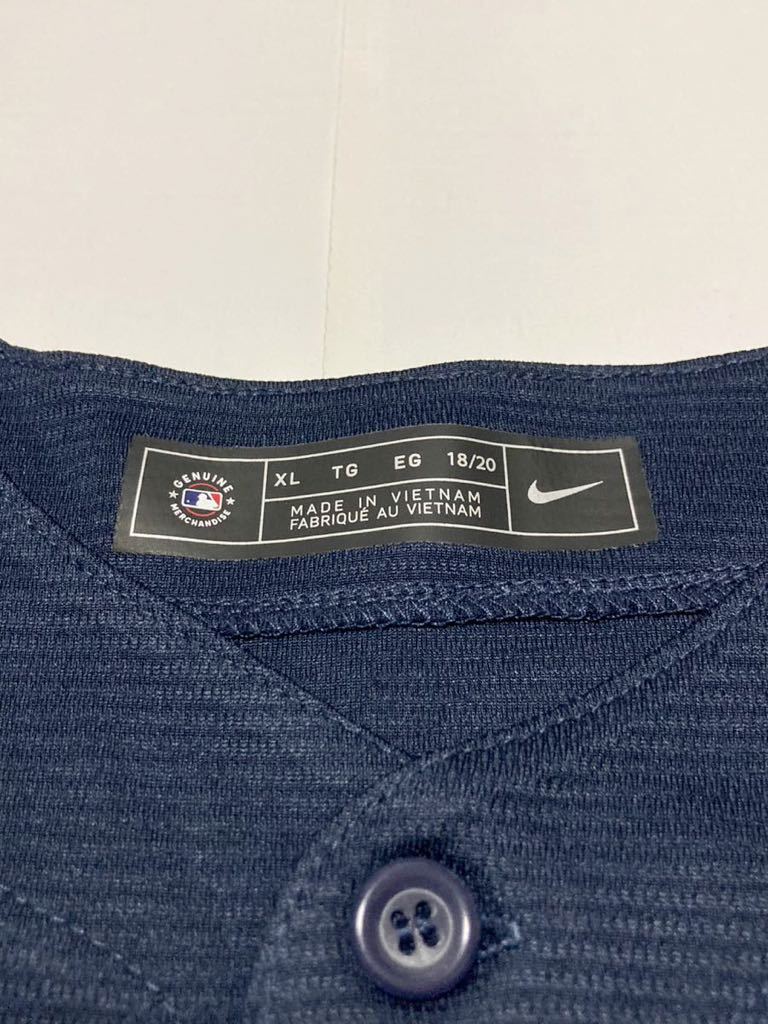 GENUINE
MERCHANDISE
XL TG EG 18/20
MADE IN VIETNAM
FABRIQUÉ AU VIETNAM